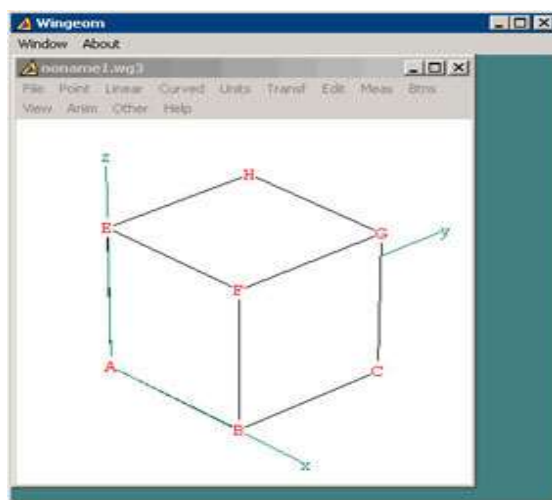 Wingeom
Window About
noname1.wg3
File Point Linear Curved Units Transf Edit Meas Btns
View Anim Other Help
z
H
E
G
y
F
A
C
B
x